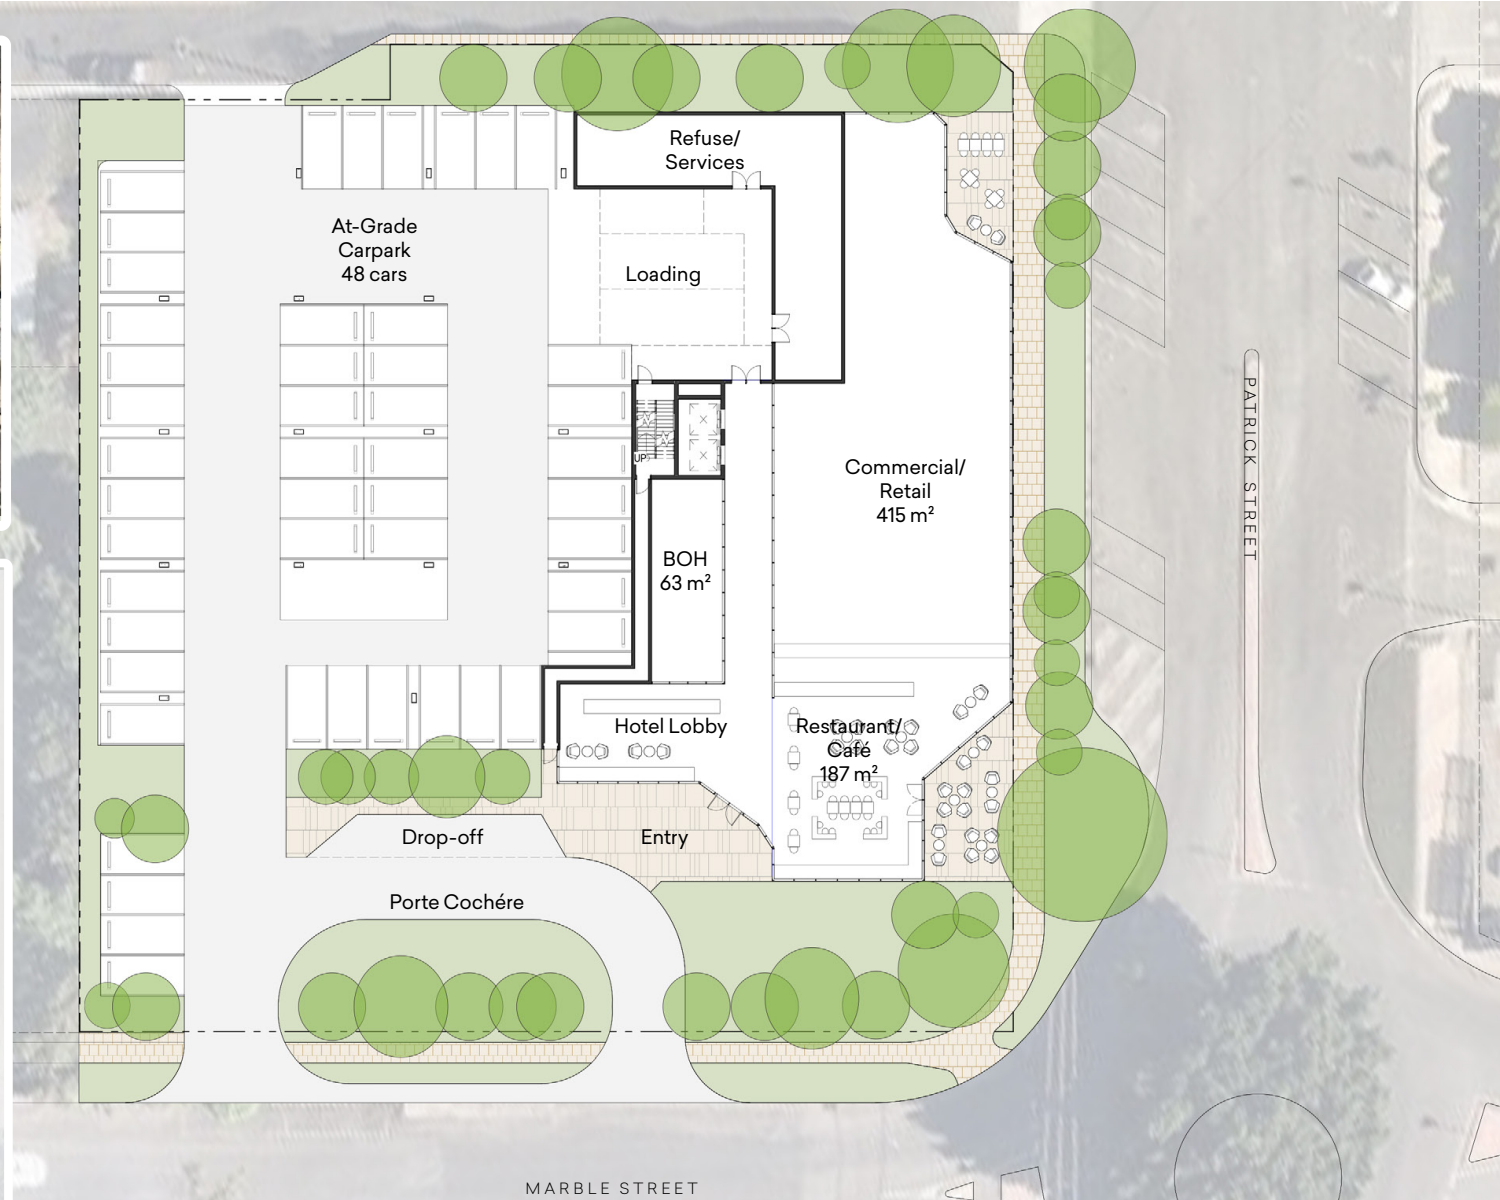 Refuse/
Services
At-Grade
Carpark
48 cars
Loading
UP
PATRICK STREET
Commercial/
Retail
415 m²
BOH
63 m²
Hotel Lobby
Restaurant/
Café
187 m²
Drop-off
Entry
Porte Cochére
MARBLE STREET